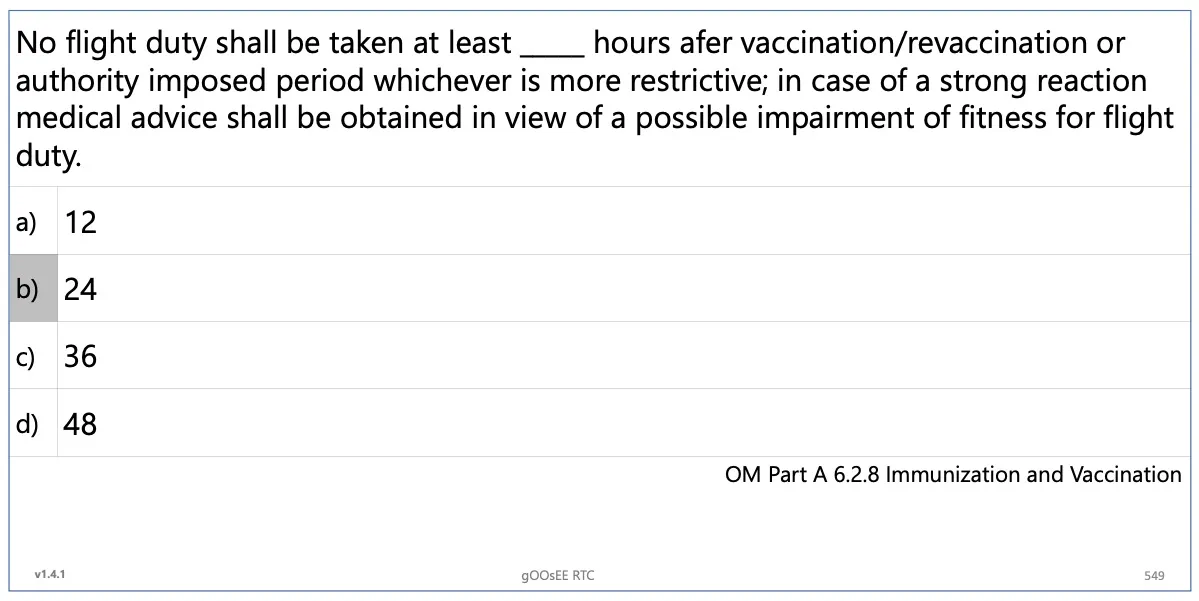 No flight duty shall be taken at least _____ hours afer vaccination/revaccination or
authority imposed period whichever is more restrictive; in case of a strong reaction
medical advice shall be obtained in view of a possible impairment of fitness for flight
duty.
a) 12
b) 24
c) 36
d) 48
OM Part A 6.2.8 Immunization and Vaccination
v1.4.1 gOOsEE RTC 549